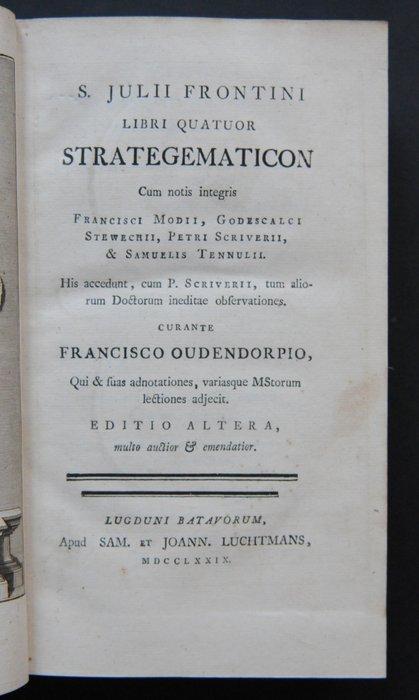 S. JULII FRONTINI
LIBRI QUATUOR
STRATEGEMATICON
Cum notis integris
FRANCISCI MODII, GODESCALCI
STEWECHII, PETRI SCRIVERII,
& SAMUELIS TENNULII.
His accedunt, cum P. SCRIVERII, tum alio-
rum Doctorum ineditae observationes.
CURANTE
FRANCISCO OUDENDORPIO,
Qui & suas adnotationes, variasque MStorum
lectiones adjecit.
EDITIO ALTERA,
multo auctior & emendatior.
LUGDUNI BATAVORUM,
Apud SAM. ET JOANN. LUCHTMANS,
MDCCLXXIX.